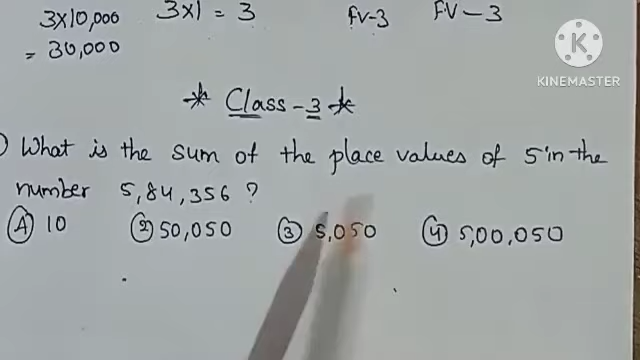 3×10,000 3×1 = 3 FV-3 FV-3
= 30,000
K
KINEMASTER
* Class-3 *
) What is the sum of the place values of 5 in the
number 5,84,356 ?
(A) 10 (2) 50,050 (3) 5,050 (4) 5,00,050